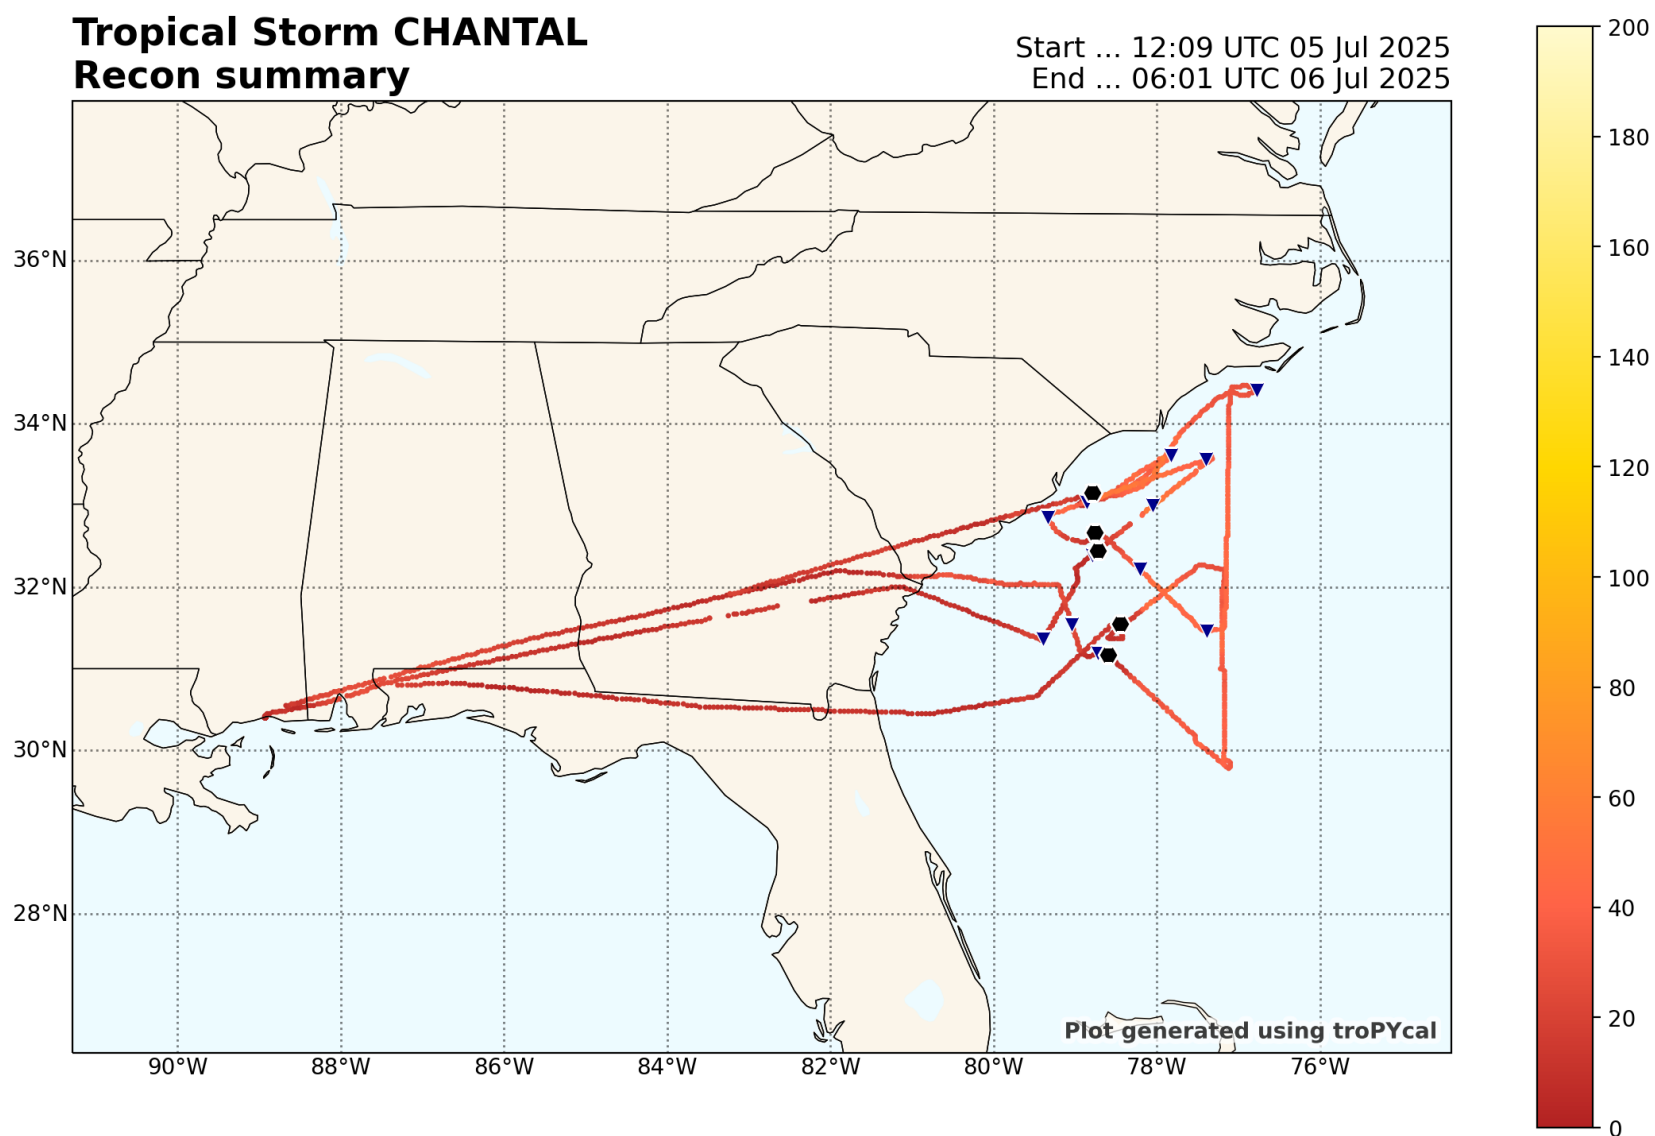 Tropical Storm CHANTAL
Recon summary
Start ... 12:09 UTC 05 Jul 2025
End ... 06:01 UTC 06 Jul 2025
200
180
160
140
120
100
80
60
40
20
0
36°N
34°N
32°N
30°N
28°N
90°W
88°W
86°W
84°W
82°W
80°W
78°W
76°W
Plot generated using troPYcal